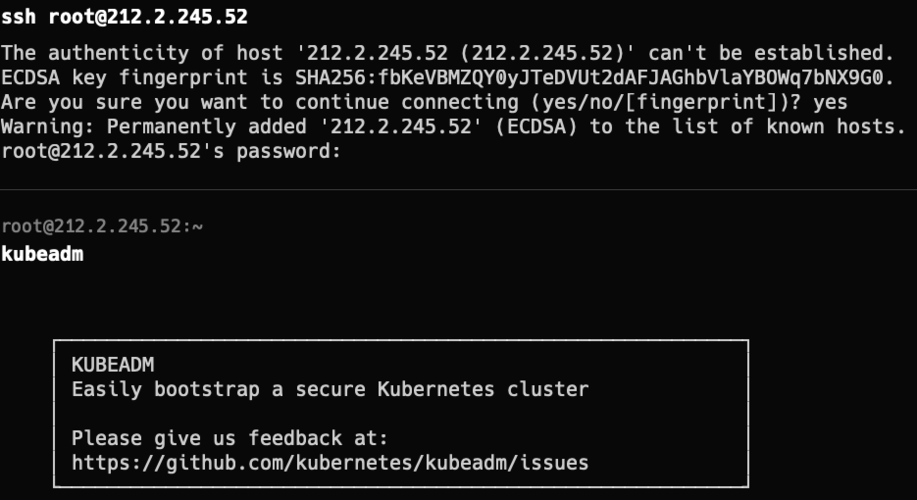 ssh root@212.2.245.52
The authenticity of host '212.2.245.52 (212.2.245.52)' can't be established.
ECDSA key fingerprint is SHA256:fbKeVBMZQY0yJTeDVUt2dAFJAGhbVlaYBOWq7bNX9G0.
Are you sure you want to continue connecting (yes/no/[fingerprint])? yes
Warning: Permanently added '212.2.245.52' (ECDSA) to the list of known hosts.
root@212.2.245.52's password:
root@212.2.245.52:~
kubeadm
KUBEADM
Easily bootstrap a secure Kubernetes cluster
Please give us feedback at:
https://github.com/kubernetes/kubeadm/issues